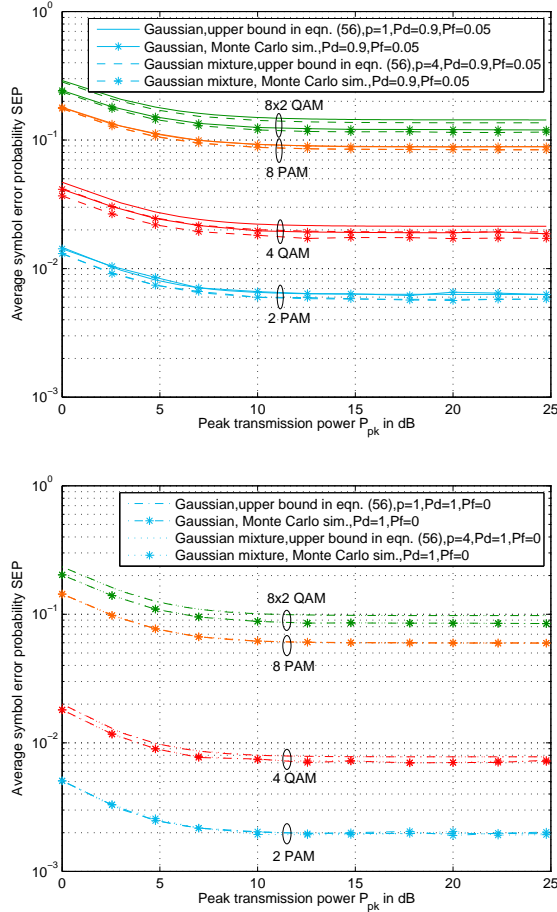 10^0
Gaussian,upper bound in eqn. (56),p=1,Pd=0.9,Pf=0.05
Gaussian, Monte Carlo sim.,Pd=0.9,Pf=0.05
Gaussian mixture,upper bound in eqn. (56),p=4,Pd=0.9,Pf=0.05
Gaussian mixture, Monte Carlo sim.,Pd=0.9,Pf=0.05
8x2 QAM
10^-1
8 PAM
4 QAM
10^-2
2 PAM
10^-3
Average symbol error probability SEP
0 5 10 15 20 25
Peak transmission power P_pk in dB
10^0
Gaussian,upper bound in eqn. (56),p=1,Pd=1,Pf=0
Gaussian, Monte Carlo sim.,Pd=1,Pf=0
Gaussian mixture,upper bound in eqn. (56),p=4,Pd=1,Pf=0
Gaussian mixture, Monte Carlo sim.,Pd=1,Pf=0
8x2 QAM
10^-1
8 PAM
10^-2
4 QAM
2 PAM
10^-3
Average symbol error probability SEP
0 5 10 15 20 25
Peak transmission power P_pk in dB